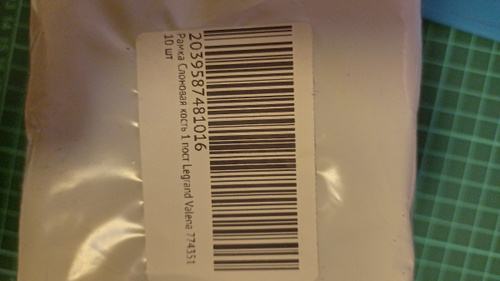 2039587481016
Рамка Слоновая кость 1 пост Legrand Valena 774351
10 шт